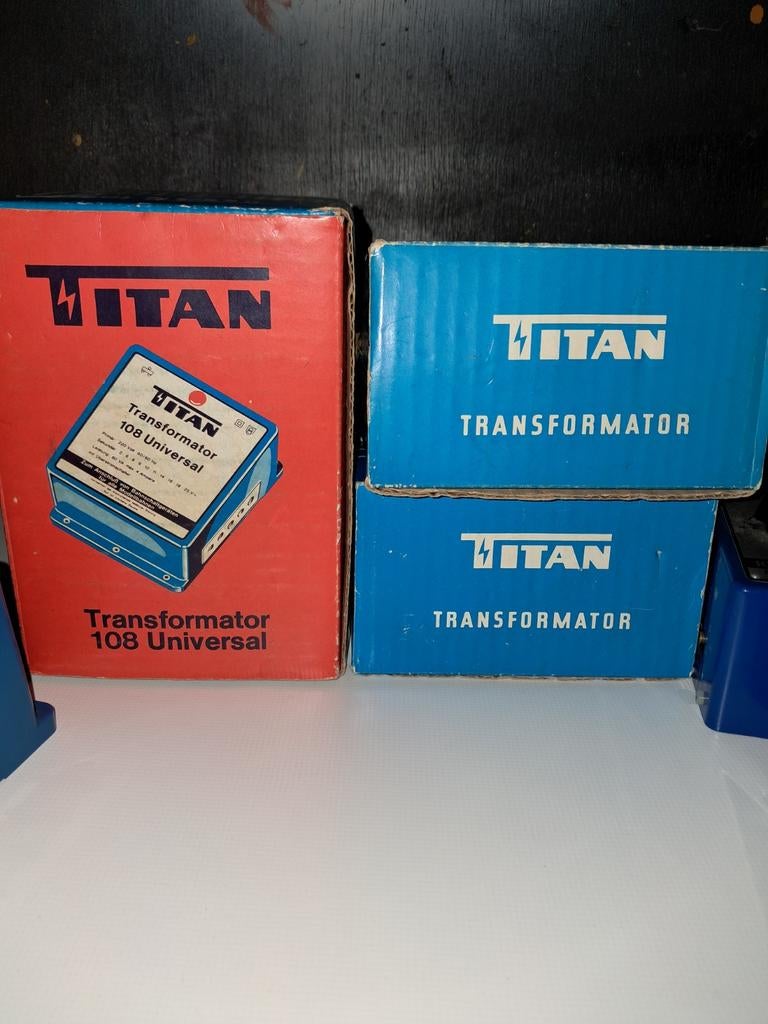 TITAN
TITAN
Transformator
108 Universal
Transformator
108 Universal
TITAN
TRANSFORMATOR
TITAN
TRANSFORMATOR